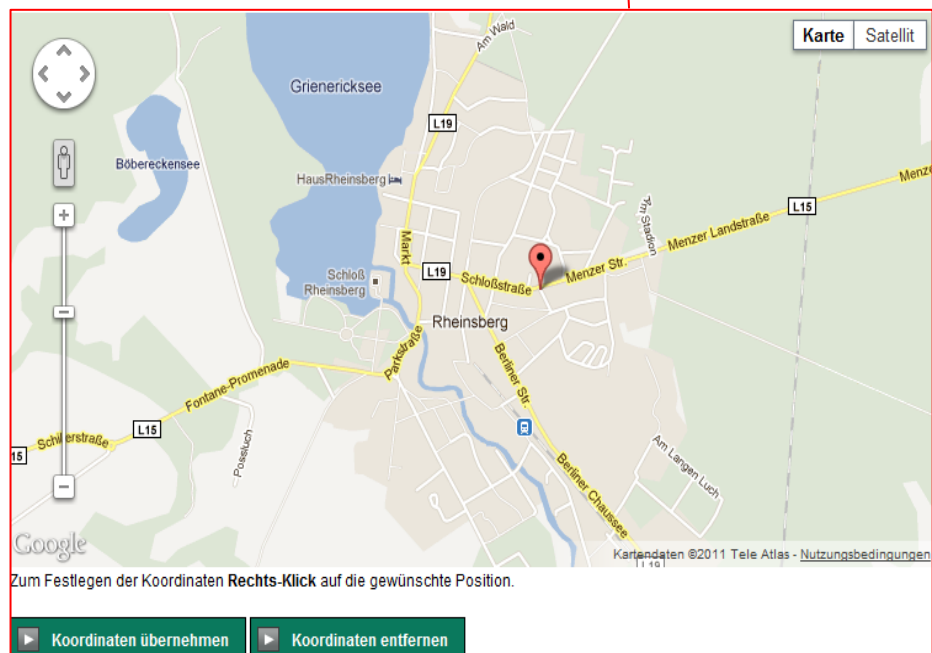 Karte Satellit
Am Wald
Grienericksee
L19
Böbereckensee
HausRheinsberg
Am Stadion
Menze
L15
Menzer Landstraße
Markt
L19
Schloßstraße
Menzer Str.
Schloß
Rheinsberg
Rheinsberg
Parkstraße
Berliner Str.
Fontane-Promenade
L15
Schillerstraße
15
Possluch
Am Langen Luch
Berliner Chaussee
Google
Kartendaten ©2011 Tele Atlas - Nutzungsbedingungen
L19
Zum Festlegen der Koordinaten Rechts-Klick auf die gewünschte Position.
Koordinaten übernehmen Koordinaten entfernen